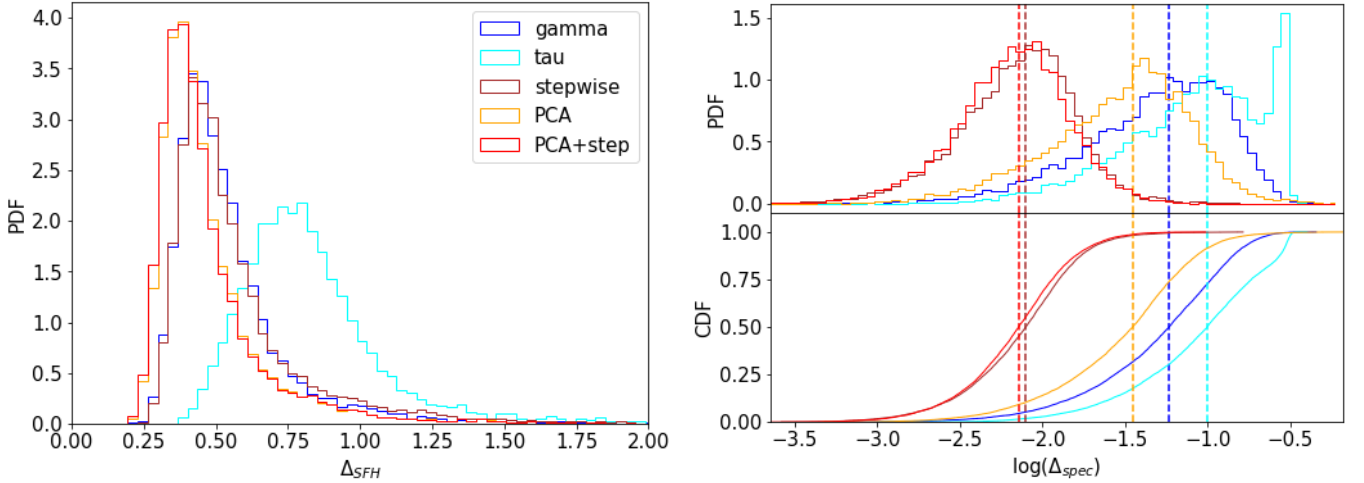 4.0
3.5
3.0
2.5
2.0
1.5
1.0
0.5
0.0
PDF
0.00 0.25 0.50 0.75 1.00 1.25 1.50 1.75 2.00
Δ_SFH
gamma
tau
stepwise
PCA
PCA+step
1.5
1.0
0.5
0.0
PDF
1.00
0.75
0.50
0.25
0.00
CDF
−3.5 −3.0 −2.5 −2.0 −1.5 −1.0 −0.5
log(Δ_spec)